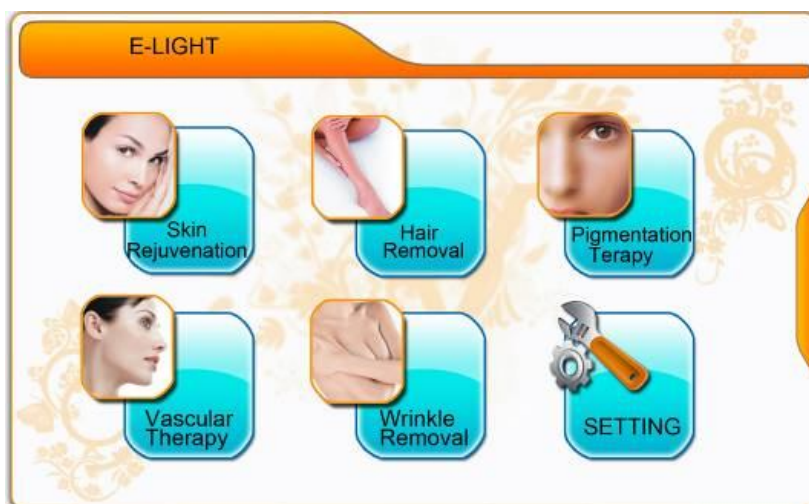 E-LIGHT
Skin
Rejuvenation
Hair
Removal
Pigmentation
Terapy
Vascular
Therapy
Wrinkle
Removal
SETTING